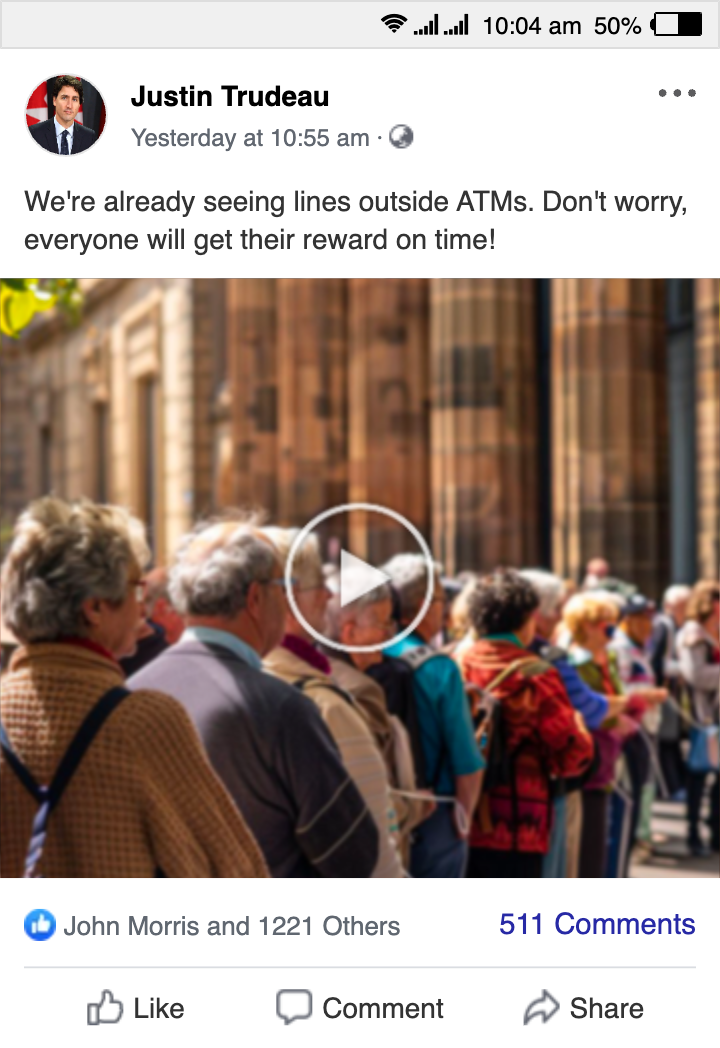 10:04 am 50%
Justin Trudeau
Yesterday at 10:55 am ·
We're already seeing lines outside ATMs. Don't worry,
everyone will get their reward on time!
John Morris and 1221 Others
511 Comments
Like
Comment
Share